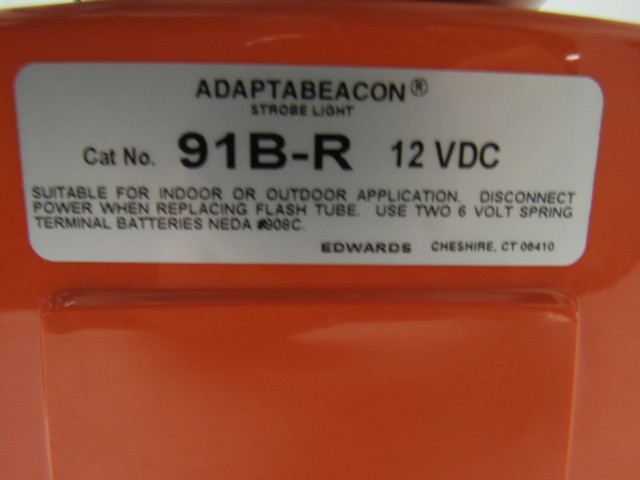 ADAPTABEACON®
STROBE LIGHT
Cat No. 91B-R 12 VDC
SUITABLE FOR INDOOR OR OUTDOOR APPLICATION. DISCONNECT
POWER WHEN REPLACING FLASH TUBE. USE TWO 6 VOLT SPRING
TERMINAL BATTERIES NEDA #908C.
EDWARDS CHESHIRE, CT 06410